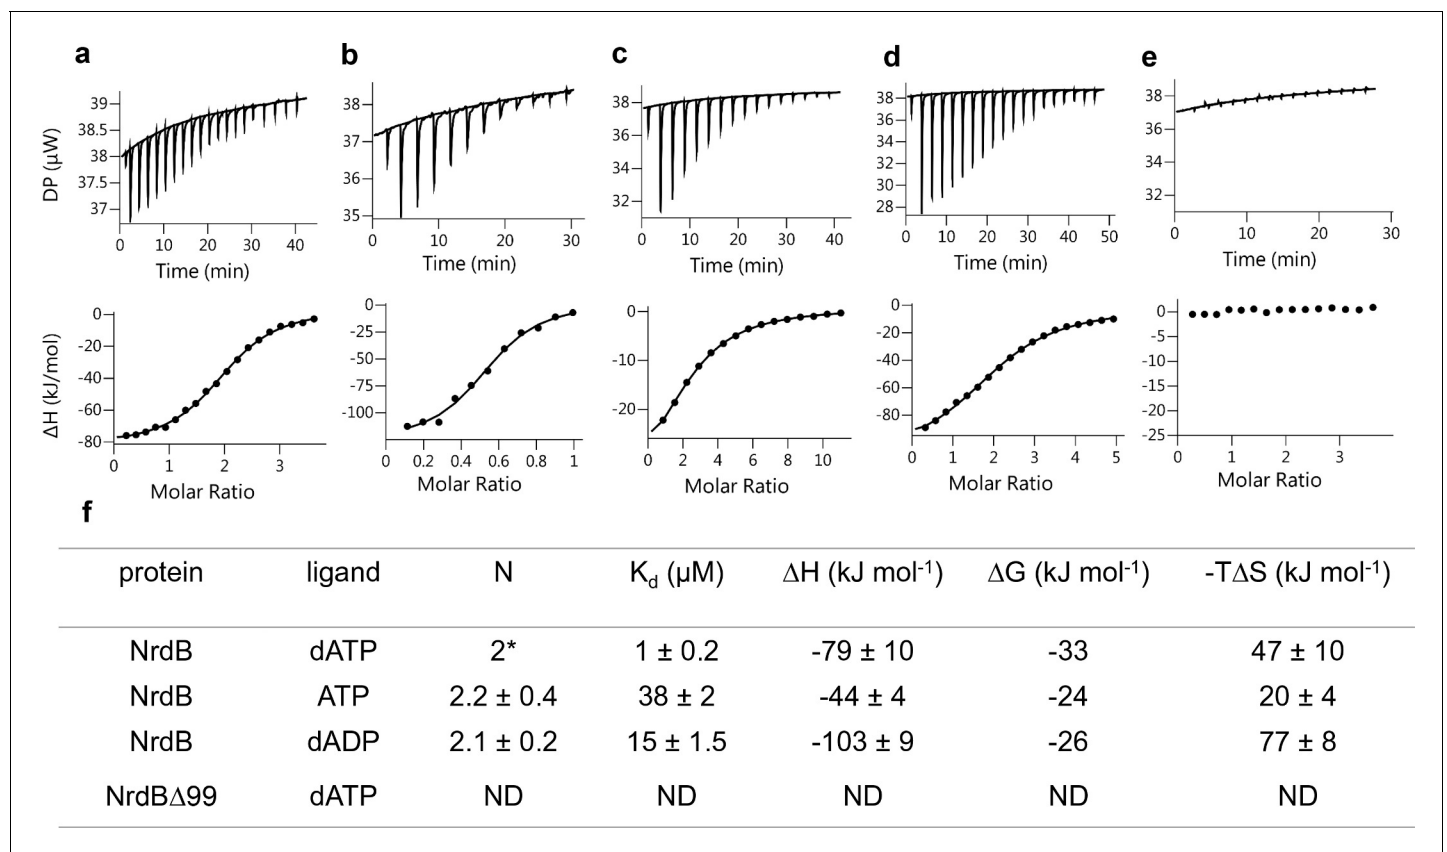 a b c d e
DP (µW)
39 38.5 38 37.5 37
0 10 20 30 40
Time (min)
38 37 36 35
0 10 20 30
Time (min)
38 36 34 32
0 10 20 30 40
Time (min)
38 36 34 32 30 28
0 10 20 30 40 50
Time (min)
38 36 34 32
0 10 20 30
Time (min)
ΔH (kJ/mol)
0 -20 -40 -60 -80
0 1 2 3
Molar Ratio
0 -25 -50 -75 -100
0 0.2 0.4 0.6 0.8 1
Molar Ratio
0 -10 -20
0 2 4 6 8 10
Molar Ratio
0 -20 -40 -60 -80
0 1 2 3 4 5
Molar Ratio
0 -5 -10 -15 -20 -25
0 1 2 3
Molar Ratio
f
protein ligand N Kd (µM) ΔH (kJ mol-1) ΔG (kJ mol-1) -TΔS (kJ mol-1)
NrdB dATP 2* 1 ± 0.2 -79 ± 10 -33 47 ± 10
NrdB ATP 2.2 ± 0.4 38 ± 2 -44 ± 4 -24 20 ± 4
NrdB dADP 2.1 ± 0.2 15 ± 1.5 -103 ± 9 -26 77 ± 8
NrdBΔ99 dATP ND ND ND ND ND